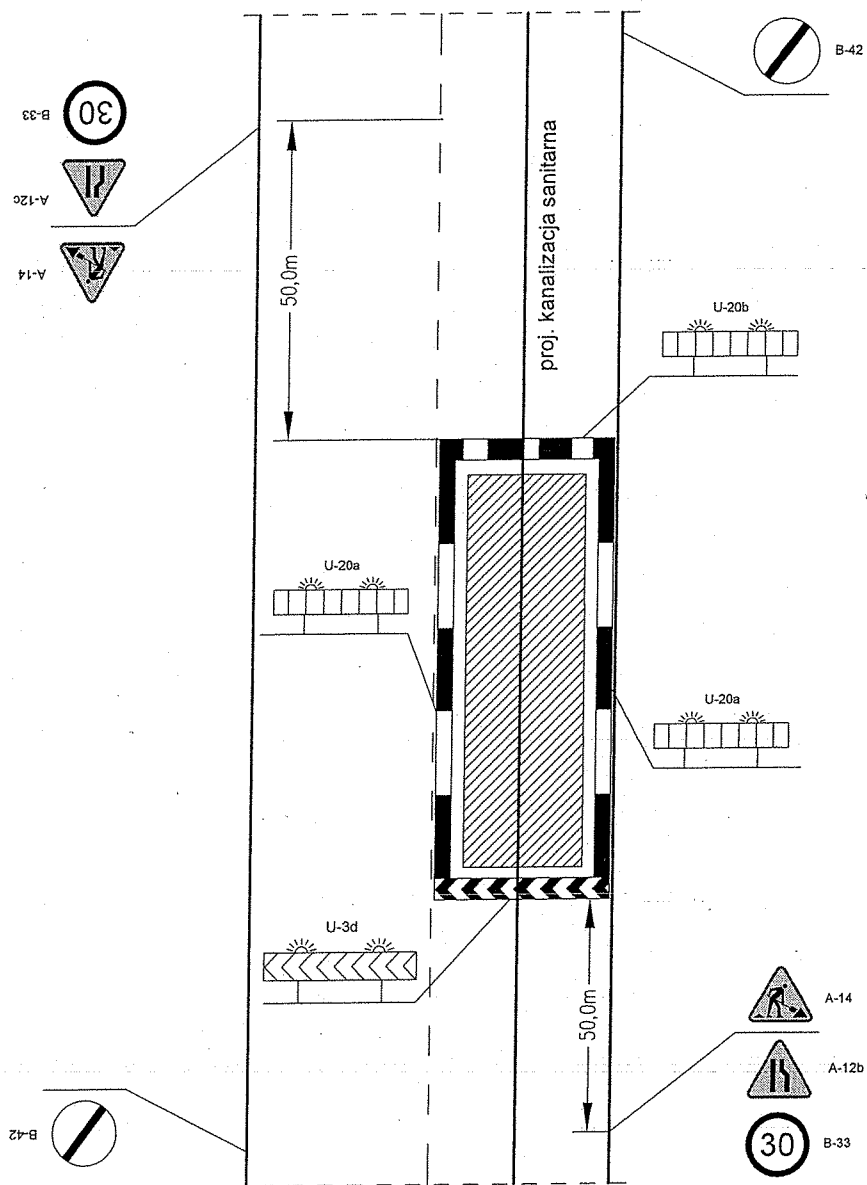 B-42
B-33
30
A-12c
A-14
50,0m
proj. kanalizacja sanitarna
U-20b
U-20a
U-20a
U-3d
50,0m
A-14
A-12b
30
B-33
B-42